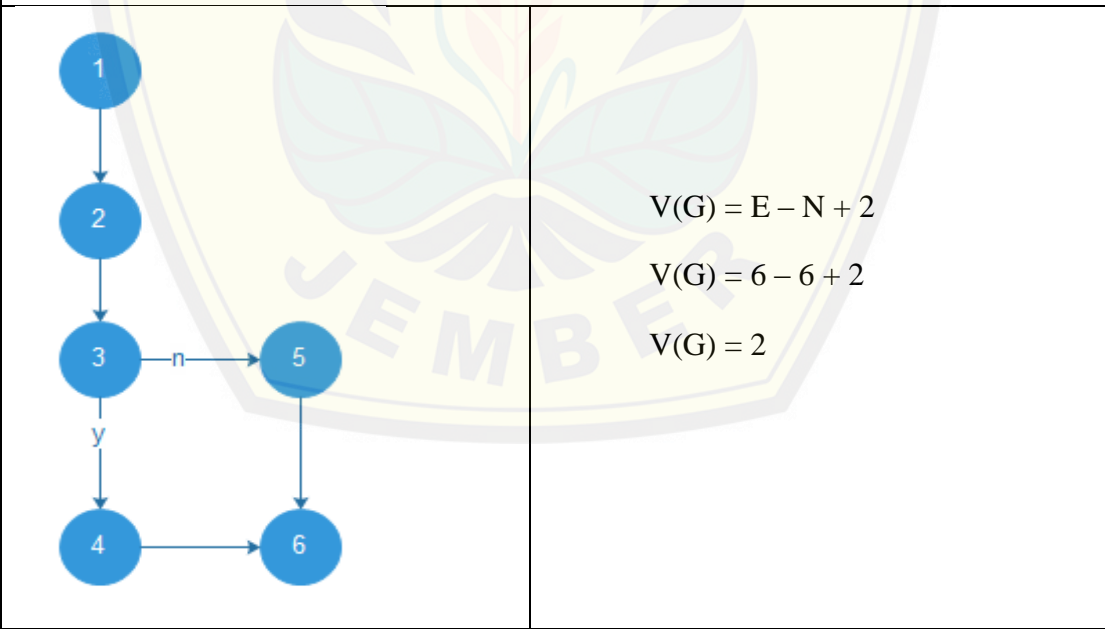 1
2
3
n
5
y
4
6
V(G) = E – N + 2
V(G) = 6 – 6 + 2
V(G) = 2
JEMBER